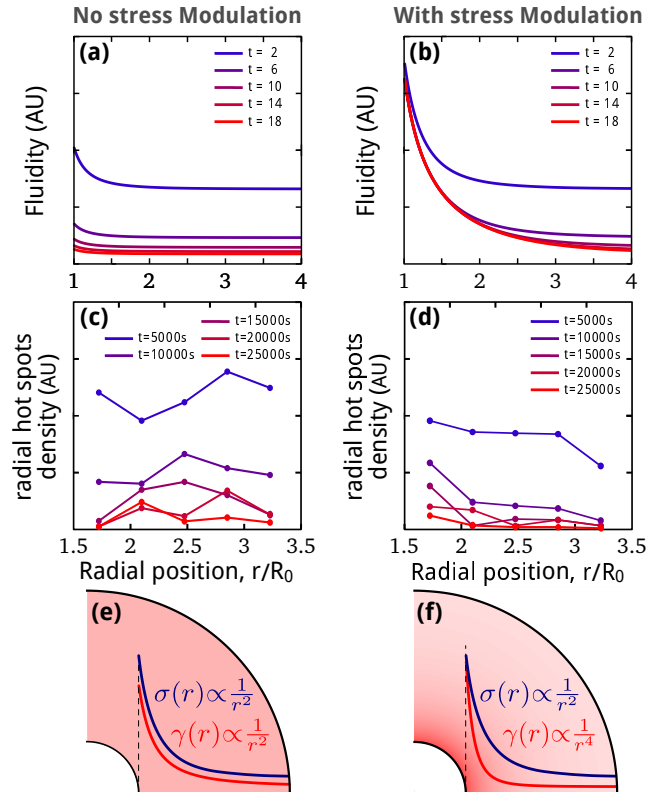 No stress Modulation
With stress Modulation
(a)
t = 2
t = 6
t = 10
t = 14
t = 18
Fluidity (AU)
1 2 3 4
(b)
t = 2
t = 6
t = 10
t = 14
t = 18
Fluidity (AU)
1 2 3 4
(c)
t=15000s
t=5000s t=20000s
t=10000s t=25000s
radial hot spots
density (AU)
1.5 2 2.5 3 3.5
Radial position, r/R₀
(d)
t=5000s
t=10000s
t=15000s
t=20000s
t=25000s
radial hot spots
density (AU)
1.5 2 2.5 3 3.5
Radial position, r/R₀
(e)
σ(r)∝1/r²
γ(r)∝1/r²
(f)
σ(r)∝1/r²
γ(r)∝1/r⁴